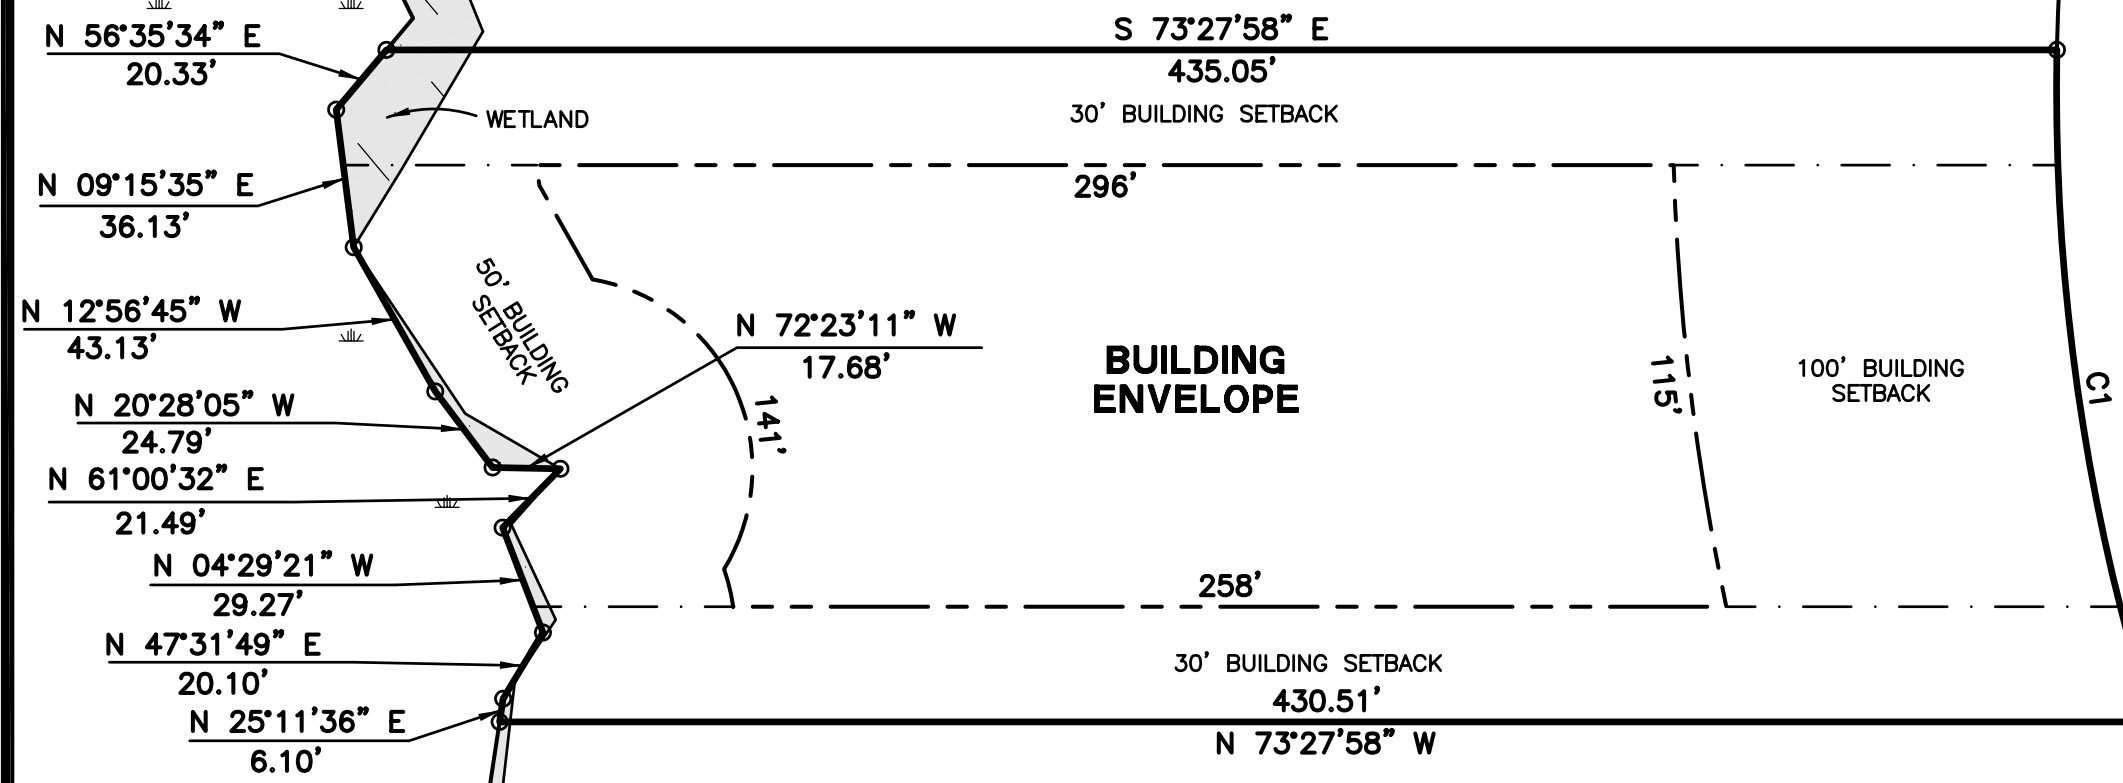 N 56°35'34" E
20.33'
S 73°27'58" E
435.05'
30' BUILDING SETBACK
WETLAND
N 09°15'35" E
36.13'
296'
50' BUILDING
SETBACK
N 12°56'45" W
43.13'
N 72°23'11" W
17.68'
BUILDING
ENVELOPE
115'
100' BUILDING
SETBACK
C1
141'
N 20°28'05" W
24.79'
N 61°00'32" E
21.49'
N 04°29'21" W
29.27'
258'
N 47°31'49" E
20.10'
30' BUILDING SETBACK
430.51'
N 73°27'58" W
N 25°11'36" E
6.10'